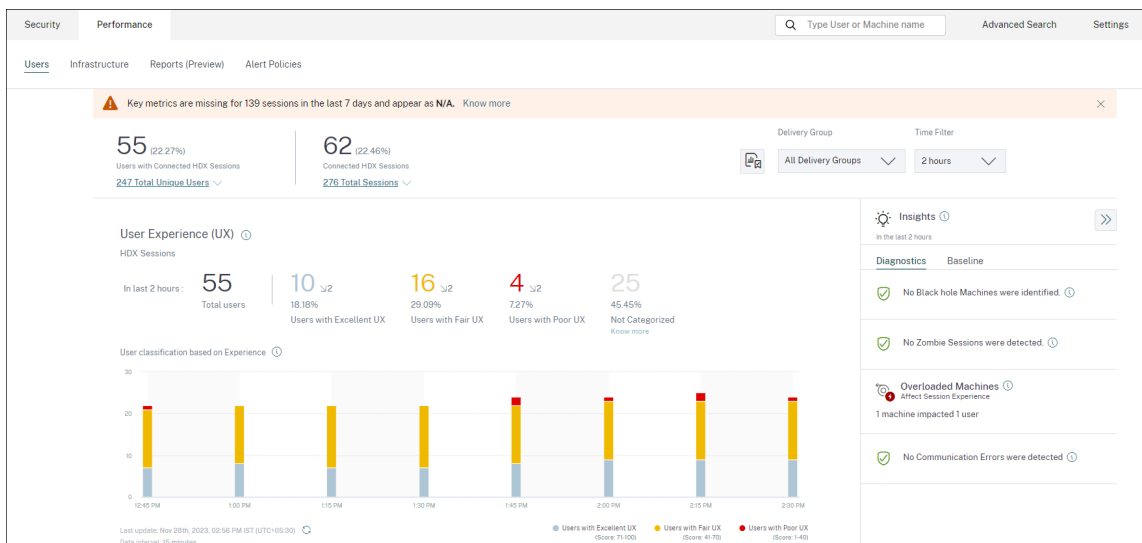 Security Performance Type User or Machine name Advanced Search Settings
Users Infrastructure Reports (Preview) Alert Policies
Key metrics are missing for 139 sessions in the last 7 days and appear as N/A. Know more
55 (22.27%)
Users with Connected HDX Sessions
247 Total Unique Users
62 (22.46%)
Connected HDX Sessions
276 Total Sessions
Delivery Group
All Delivery Groups
Time Filter
2 hours
User Experience (UX)
HDX Sessions
In last 2 hours :
55
Total users
10 2
18.18%
Users with Excellent UX
16 2
29.09%
Users with Fair UX
4 2
7.27%
Users with Poor UX
25
45.45%
Not Categorized
Know more
User classification based on Experience
30
20
10
0
12:45 PM 1:00 PM 1:15 PM 1:30 PM 1:45 PM 2:00 PM 2:15 PM 2:30 PM
Last update: Nov 28th, 2023, 02:56 PM IST (UTC+05:30)
Data interval: 15 minutes
Users with Excellent UX
(Score: 71-100)
Users with Fair UX
(Score: 41-70)
Users with Poor UX
(Score: 1-40)
Insights
In the last 2 hours
Diagnostics Baseline
No Black hole Machines were identified.
No Zombie Sessions were detected.
Overloaded Machines
Affect Session Experience
1 machine impacted 1 user
No Communication Errors were detected